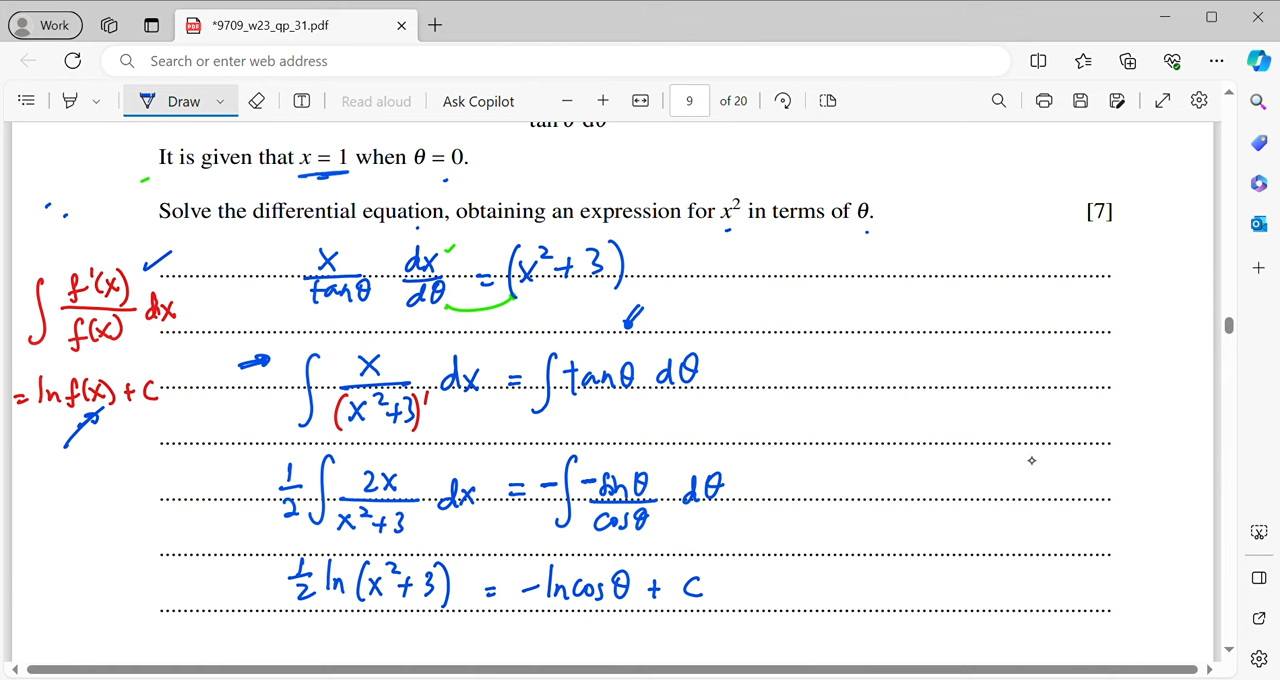 Work
*9709_w23_qp_31.pdf
Search or enter web address
Draw
Read aloud
Ask Copilot
9 of 20
tan θ dθ
It is given that x = 1 when θ = 0.
Solve the differential equation, obtaining an expression for x² in terms of θ. [7]
x/tanθ dx/dθ = (x² + 3)
∫ f'(x)/f(x) dx
= ln f(x) + c
∫ x/(x²+3)' dx = ∫ tanθ dθ
1/2 ∫ 2x/x²+3 dx = -∫ -sinθ/cosθ dθ
1/2 ln(x²+3) = -ln cosθ + c